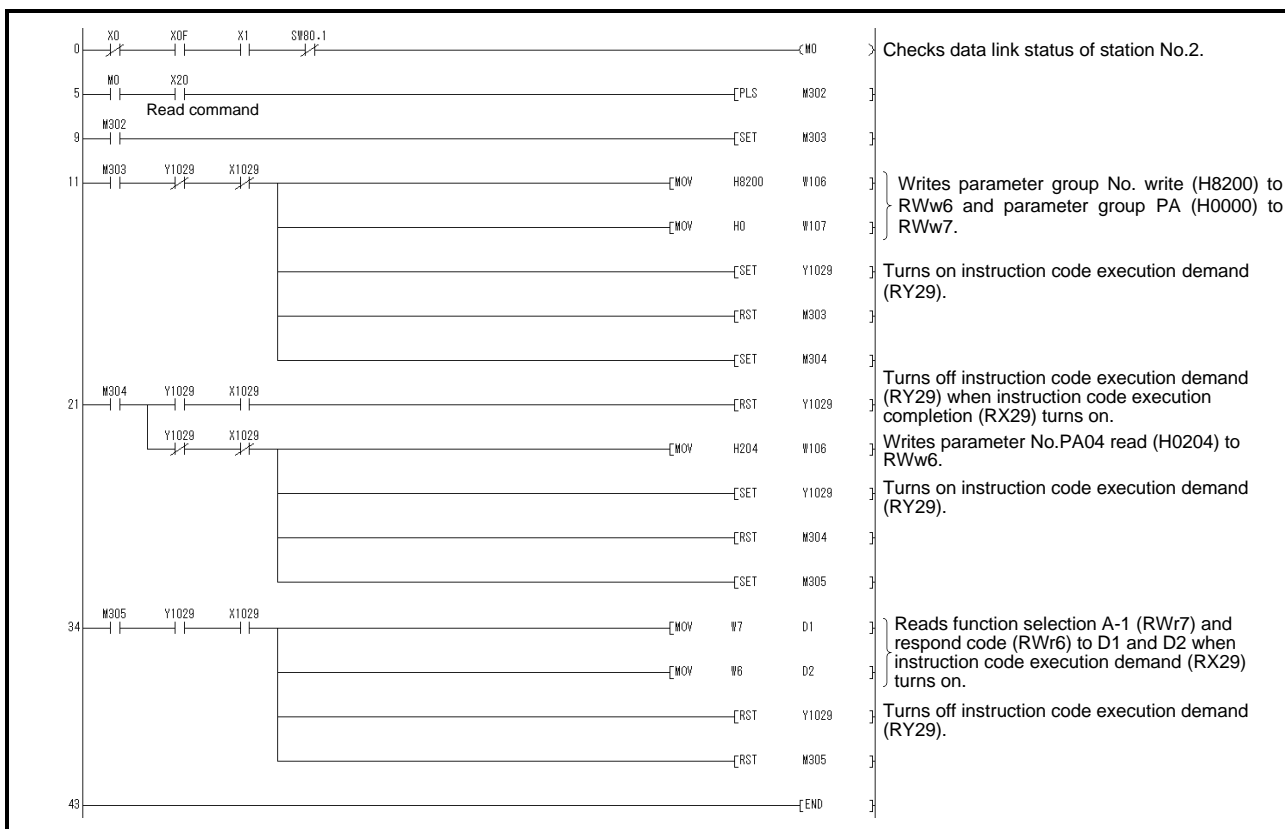 X0 X0F X1 SW80.1
0 (M0 ) Checks data link status of station No.2.
M0 X20
5 [PLS M302 ]
Read command
M302
9 [SET M303 ]
M303 Y1029 X1029
11 [MOV H8200 W106 ] Writes parameter group No. write (H8200) to
RWw6 and parameter group PA (H0000) to
[MOV H0 W107 ] RWw7.
[SET Y1029 ] Turns on instruction code execution demand
(RY29).
[RST M303 ]
[SET M304 ]
Turns off instruction code execution demand
M304 Y1029 X1029
21 [RST Y1029 ] (RY29) when instruction code execution
completion (RX29) turns on.
Y1029 X1029
[MOV H204 W106 ] Writes parameter No.PA04 read (H0204) to
RWw6.
[SET Y1029 ] Turns on instruction code execution demand
(RY29).
[RST M304 ]
[SET M305 ]
M305 Y1029 X1029
34 [MOV W7 D1 ] Reads function selection A-1 (RWr7) and
respond code (RWr6) to D1 and D2 when
[MOV W6 D2 ] instruction code execution demand (RX29)
turns on.
[RST Y1029 ] Turns off instruction code execution demand
(RY29).
[RST M305 ]
43 [END ]